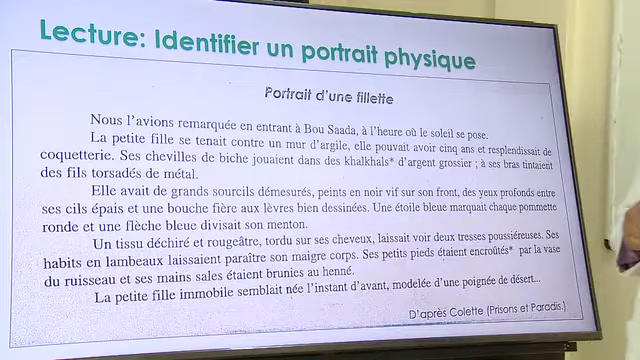 Lecture: Identifier un portrait physique
Portrait d'une fillette
Nous l'avions remarquée en entrant à Bou Saada, à l'heure où le soleil se pose.
La petite fille se tenait contre un mur d'argile, elle pouvait avoir cinq ans et resplendissait de
coquetterie. Ses chevilles de biche jouaient dans des khalkhals* d'argent grossier ; à ses bras tintaient
des fils torsadés de métal.
Elle avait de grands sourcils démesurés, peints en noir vif sur son front, des yeux profonds entre
ses cils épais et une bouche fière aux lèvres bien dessinées. Une étoile bleue marquait chaque pommette
ronde et une flèche bleue divisait son menton.
Un tissu déchiré et rougeâtre, tordu sur ses cheveux, laissait voir deux tresses poussiéreuses. Ses
habits en lambeaux laissaient paraître son maigre corps. Ses petits pieds étaient encroûtés* par la vase
du ruisseau et ses mains sales étaient brunies au henné.
La petite fille immobile semblait née l'instant d'avant, modelée d'une poignée de désert...
D'après Colette (Prisons et Paradis.)